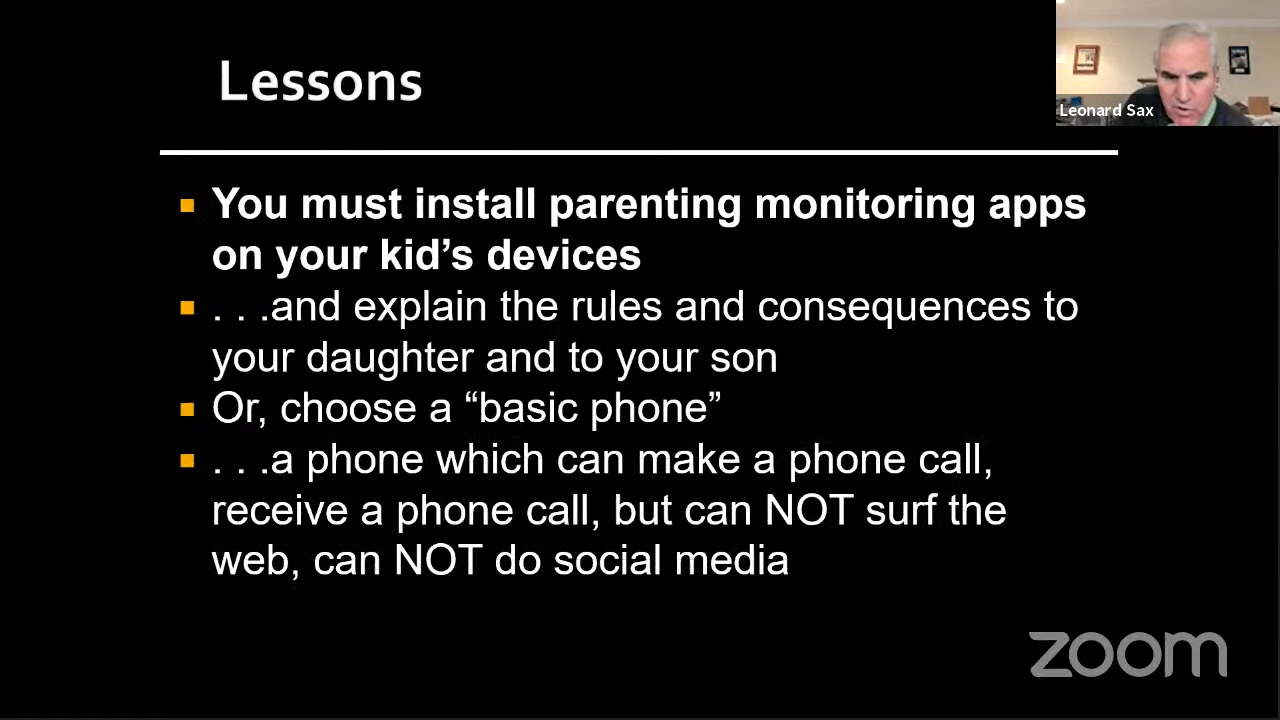 Lessons
Leonard Sax
You must install parenting monitoring apps
on your kid’s devices
. . .and explain the rules and consequences to
your daughter and to your son
Or, choose a “basic phone”
. . .a phone which can make a phone call,
receive a phone call, but can NOT surf the
web, can NOT do social media
zoom